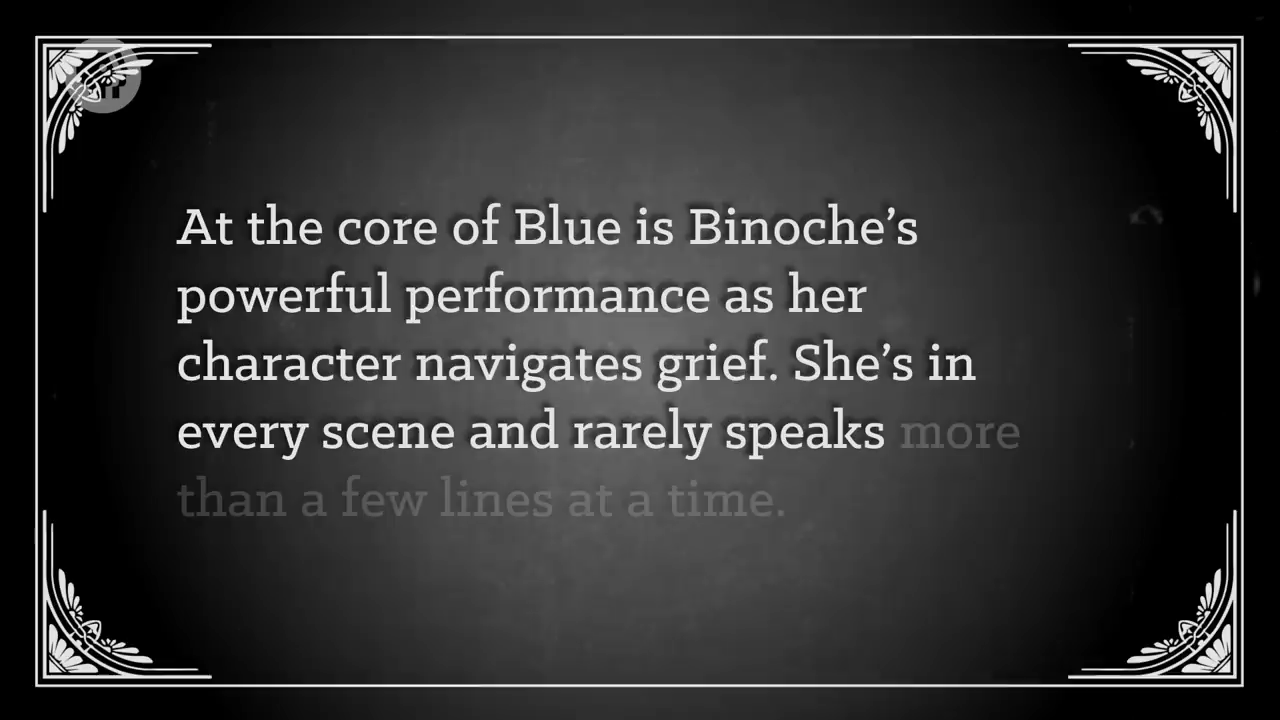 At the core of Blue is Binoche’s
powerful performance as her
character navigates grief. She’s in
every scene and rarely speaks more
than a few lines at a time.